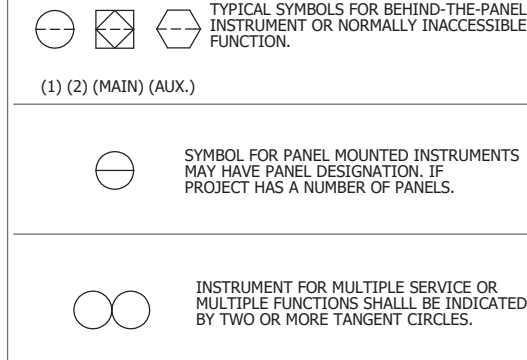 TYPICAL SYMBOLS FOR BEHIND-THE-PANEL
INSTRUMENT OR NORMALLY INACCESSIBLE
FUNCTION.
(1) (2) (MAIN) (AUX.)
SYMBOL FOR PANEL MOUNTED INSTRUMENTS
MAY HAVE PANEL DESIGNATION. IF
PROJECT HAS A NUMBER OF PANELS.
INSTRUMENT FOR MULTIPLE SERVICE OR
MULTIPLE FUNCTIONS SHALLL BE INDICATED
BY TWO OR MORE TANGENT CIRCLES.